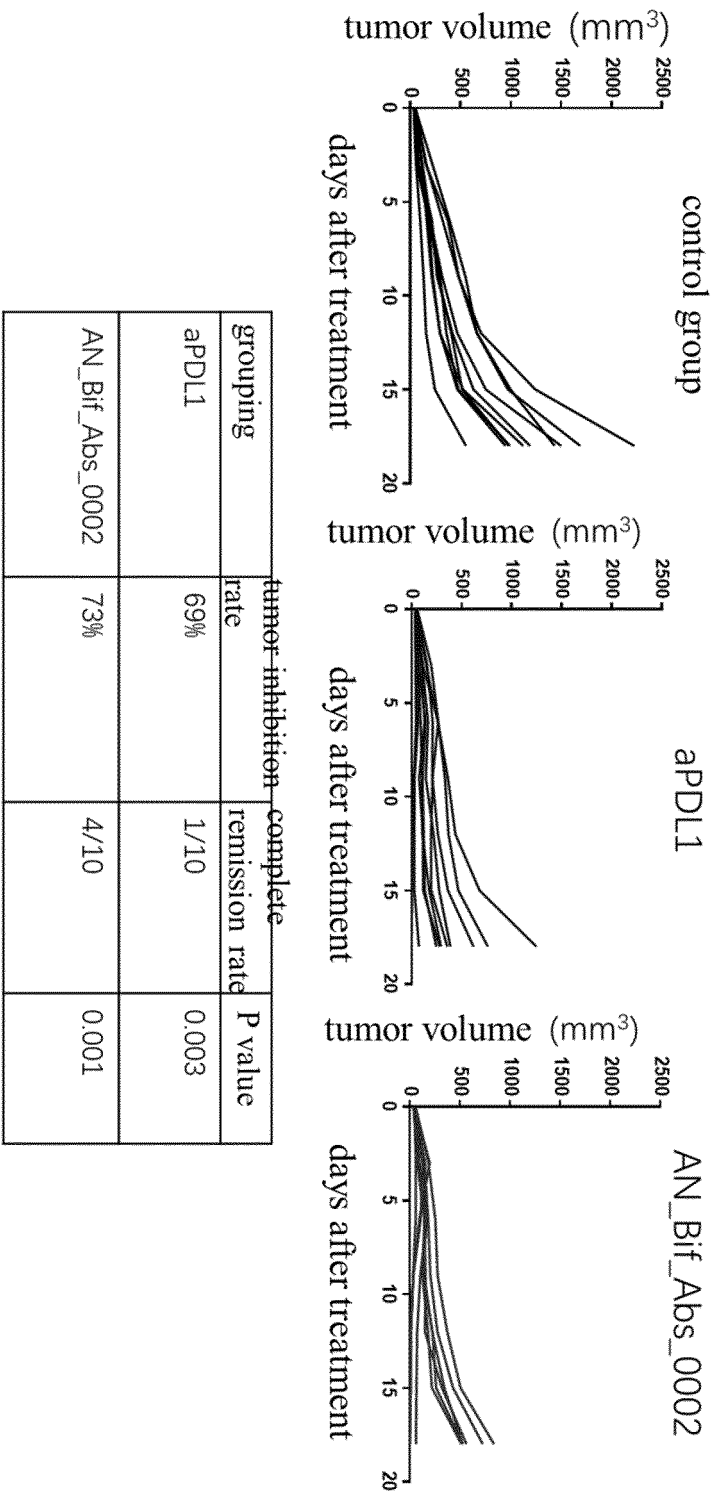 control group
tumor volume (mm³)
2500
2000
1500
1000
500
0
0 5 10 15 20
days after treatment
aPDL1
tumor volume (mm³)
2500
2000
1500
1000
500
0
0 5 10 15 20
days after treatment
AN_Bif_Abs_0002
tumor volume (mm³)
2500
2000
1500
1000
500
0
0 5 10 15 20
days after treatment
grouping
tumor inhibition
rate
complete
remission rate
P value
aPDL1 69% 1/10 0.003
AN_Bif_Abs_0002 73% 4/10 0.001